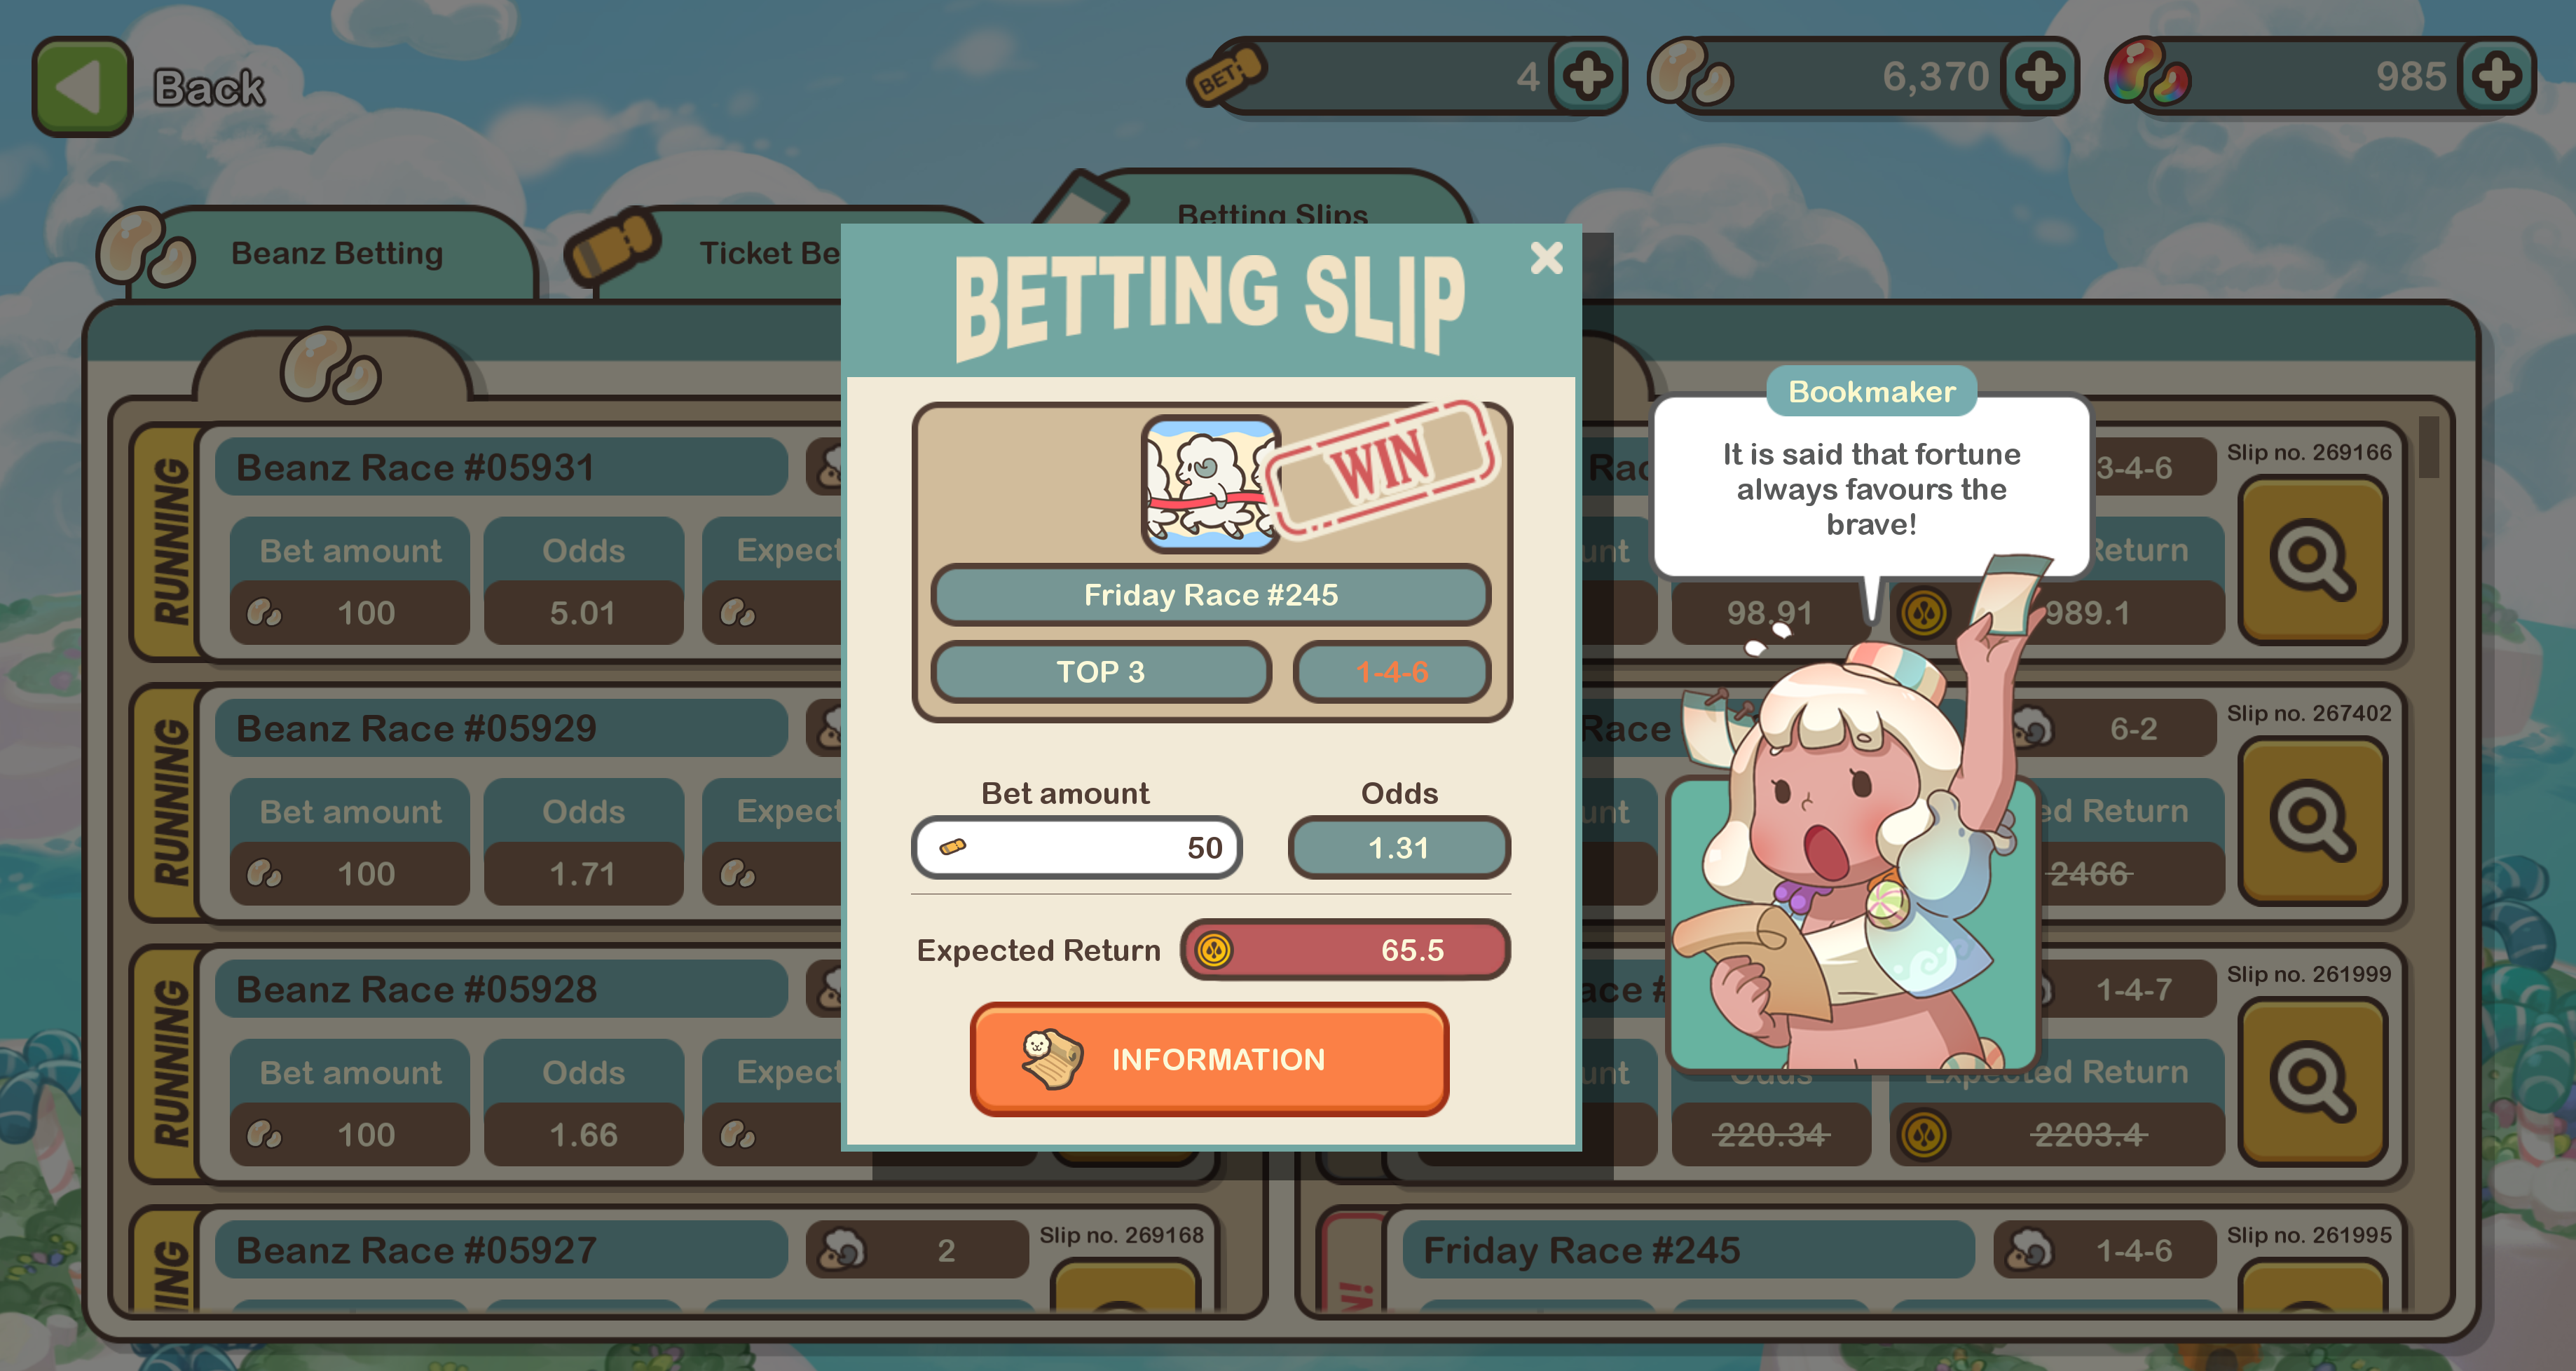 Back
BET!
4
6,370
985
Beanz Betting
Ticket Be
Betting Slips
BETTING SLIP
WIN
Friday Race #245
TOP 3
1-4-6
Bet amount
Odds
50
1.31
Expected Return
65.5
INFORMATION
Bookmaker
It is said that fortune
always favours the
brave!
RUNNING
Beanz Race #05931
Bet amount
Odds
Expect
100
5.01
RUNNING
Beanz Race #05929
Bet amount
Odds
Expect
100
1.71
RUNNING
Beanz Race #05928
Bet amount
Odds
Expect
100
1.66
Beanz Race #05927
2
Slip no. 269168
3-4-6
Slip no. 269166
Return
98.91
989.1
Race
6-2
Slip no. 267402
ed Return
2466
1-4-7
Slip no. 261999
Odds
Expected Return
220.34
2203.4
Friday Race #245
1-4-6
Slip no. 261995